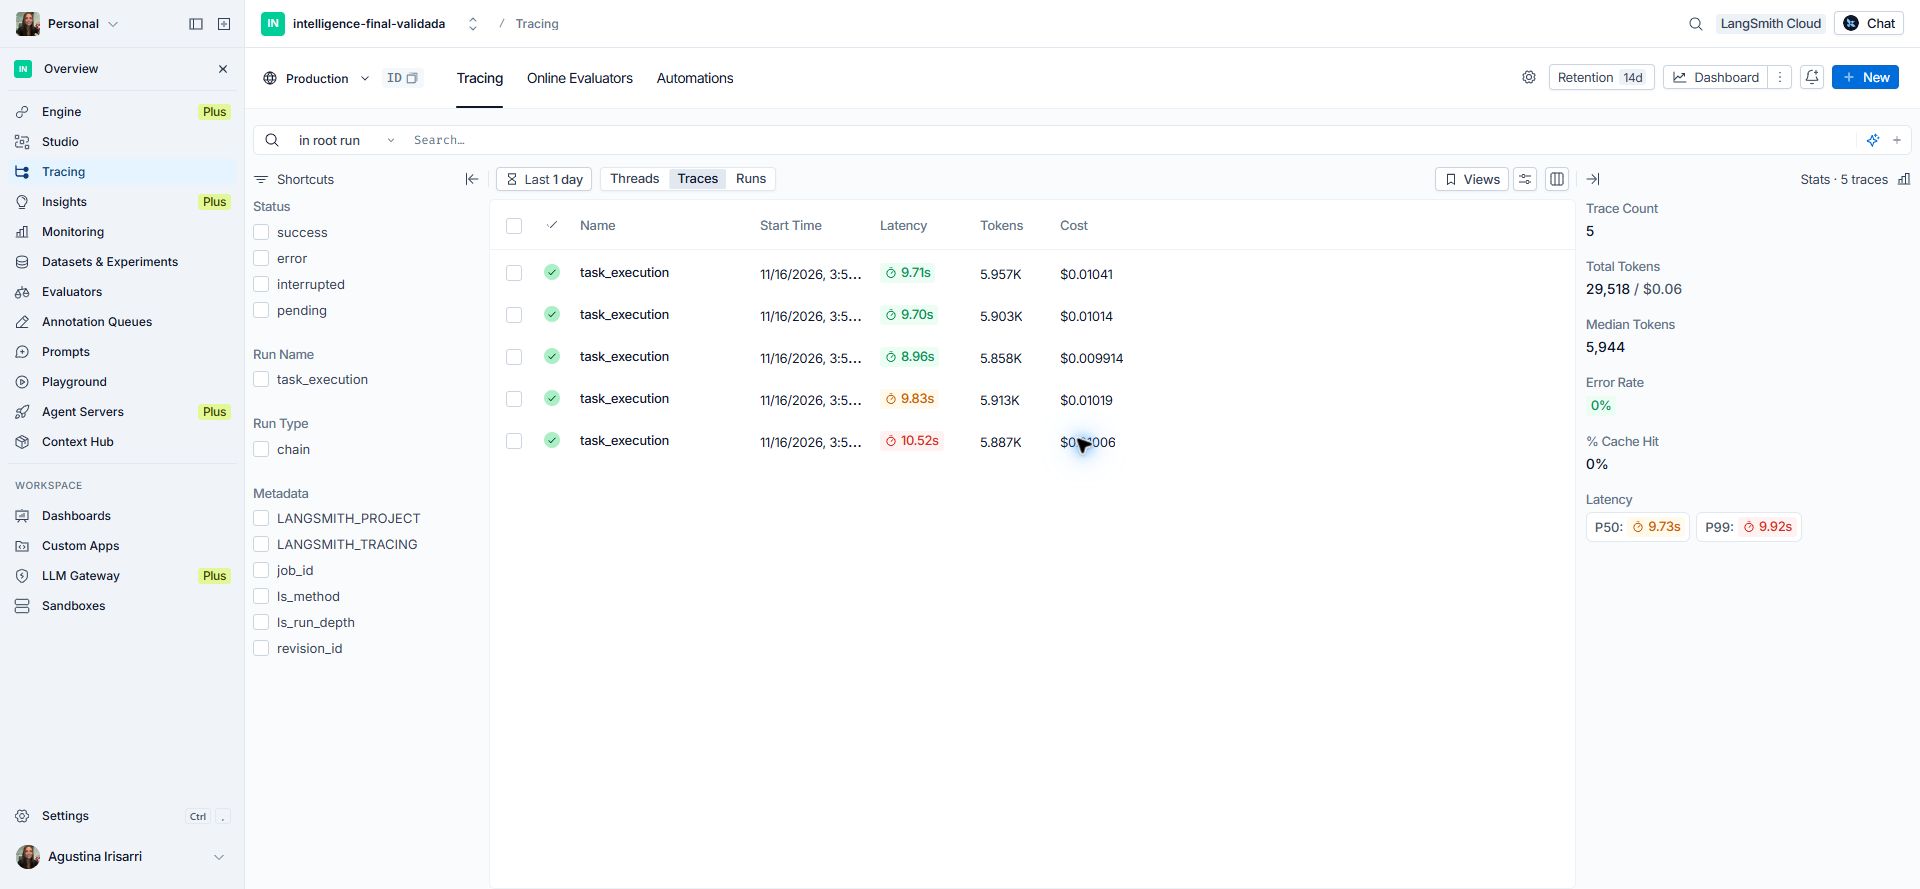 Personal
IN intelligence-final-validada / Tracing
LangSmith Cloud
Chat
IN Overview
Production
ID
Tracing
Online Evaluators
Automations
Retention 14d
Dashboard
New
Engine Plus
Studio
Tracing
Insights Plus
Monitoring
Datasets & Experiments
Evaluators
Annotation Queues
Prompts
Playground
Agent Servers Plus
Context Hub
WORKSPACE
Dashboards
Custom Apps
LLM Gateway Plus
Sandboxes
Settings Ctrl .
Agustina Irisarri
in root run Search...
Shortcuts
Status
success
error
interrupted
pending
Run Name
task_execution
Run Type
chain
Metadata
LANGSMITH_PROJECT
LANGSMITH_TRACING
job_id
ls_method
ls_run_depth
revision_id
Last 1 day
Threads Traces Runs
Views
Name Start Time Latency Tokens Cost
task_execution 11/16/2026, 3:5... 9.71s 5.957K $0.01041
task_execution 11/16/2026, 3:5... 9.70s 5.903K $0.01014
task_execution 11/16/2026, 3:5... 8.96s 5.858K $0.009914
task_execution 11/16/2026, 3:5... 9.83s 5.913K $0.01019
task_execution 11/16/2026, 3:5... 10.52s 5.887K
Stats · 5 traces
Trace Count
5
Total Tokens
29,518 / $0.06
Median Tokens
5,944
Error Rate
0%
% Cache Hit
0%
Latency
P50: 9.73s P99: 9.92s